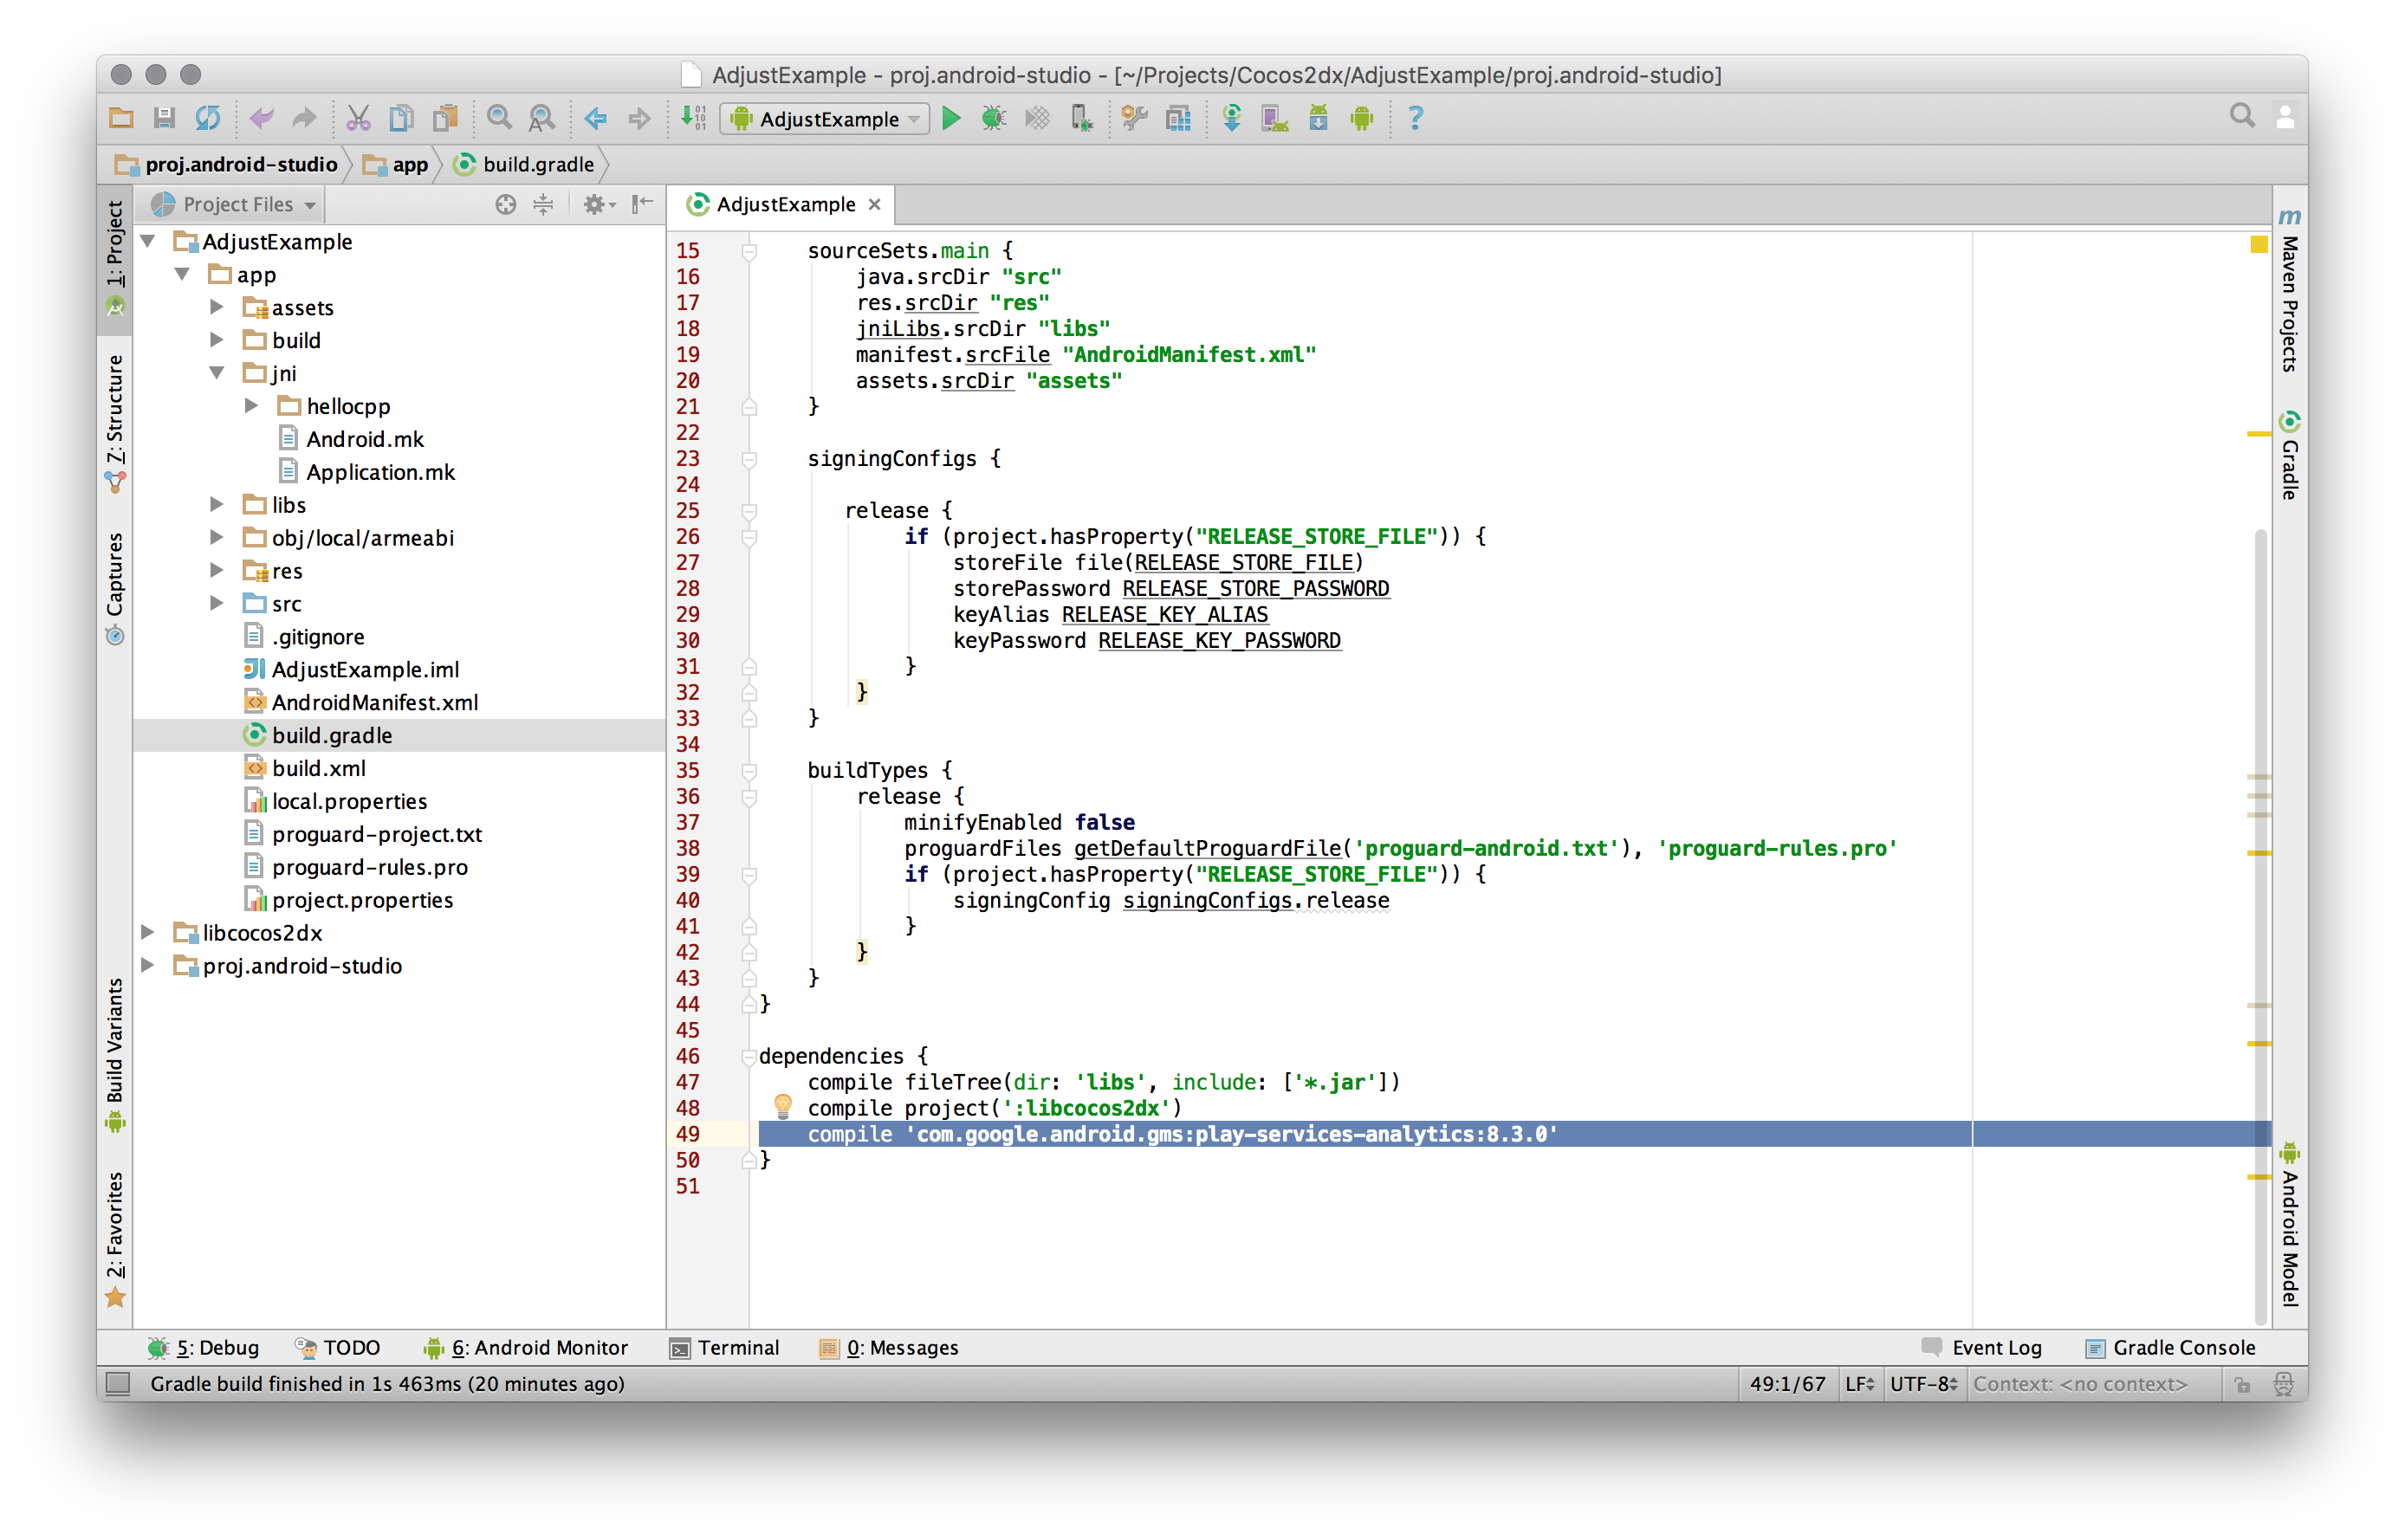 AdjustExample - proj.android-studio - [~/Projects/Cocos2dx/AdjustExample/proj.android-studio]
AdjustExample
proj.android-studio
app
build.gradle
1: Project
7: Structure
Captures
Build Variants
2: Favorites
Project Files
AdjustExample
app
assets
build
jni
hellocpp
Android.mk
Application.mk
libs
obj/local/armeabi
res
src
.gitignore
AdjustExample.iml
AndroidManifest.xml
build.gradle
build.xml
local.properties
proguard-project.txt
proguard-rules.pro
project.properties
libcocos2dx
proj.android-studio
AdjustExample
15 sourceSets.main {
16 java.srcDir "src"
17 res.srcDir "res"
18 jniLibs.srcDir "libs"
19 manifest.srcFile "AndroidManifest.xml"
20 assets.srcDir "assets"
21 }
22
23 signingConfigs {
24
25 release {
26 if (project.hasProperty("RELEASE_STORE_FILE")) {
27 storeFile file(RELEASE_STORE_FILE)
28 storePassword RELEASE_STORE_PASSWORD
29 keyAlias RELEASE_KEY_ALIAS
30 keyPassword RELEASE_KEY_PASSWORD
31 }
32 }
33 }
34
35 buildTypes {
36 release {
37 minifyEnabled false
38 proguardFiles getDefaultProguardFile('proguard-android.txt'), 'proguard-rules.pro'
39 if (project.hasProperty("RELEASE_STORE_FILE")) {
40 signingConfig signingConfigs.release
41 }
42 }
43 }
44 }
45
46 dependencies {
47 compile fileTree(dir: 'libs', include: ['*.jar'])
48 compile project(':libcocos2dx')
49 compile 'com.google.android.gms:play-services-analytics:8.3.0'
50 }
51
Maven Projects
Gradle
Android Model
5: Debug
TODO
6: Android Monitor
Terminal
0: Messages
Event Log
Gradle Console
Gradle build finished in 1s 463ms (20 minutes ago)
49:1/67
LF
UTF-8
Context: <no context>